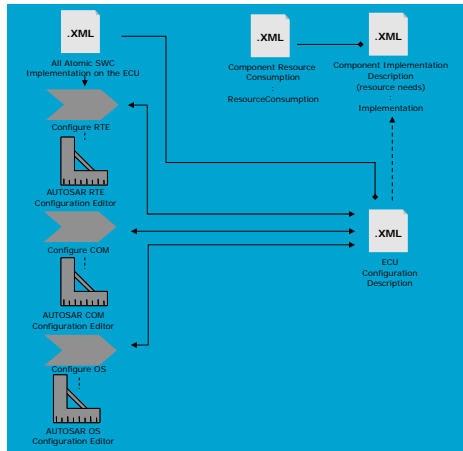 .XML
All Atomic SWC
Implementation on the ECU
.XML
Component Resource
Consumption
:
ResourceConsumption
.XML
Component Implementation
Description
(resource needs)
:
Implementation
Configure RTE
AUTOSAR RTE
Configuration Editor
Configure COM
.XML
ECU
Configuration
Description
AUTOSAR COM
Configuration Editor
Configure OS
AUTOSAR OS
Configuration Editor